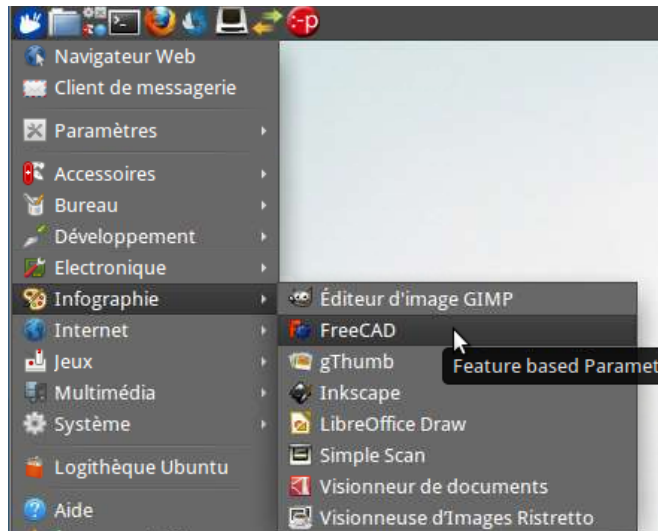 :-p
Navigateur Web
Client de messagerie
Paramètres
Accessoires
Bureau
Développement
Electronique
Infographie
Internet
Jeux
Multimédia
Système
Logithèque Ubuntu
Aide
Éditeur d'image GIMP
FreeCAD
gThumb
Feature based Paramet
Inkscape
LibreOffice Draw
Simple Scan
Visionneur de documents
Visionneuse d'Images Ristretto